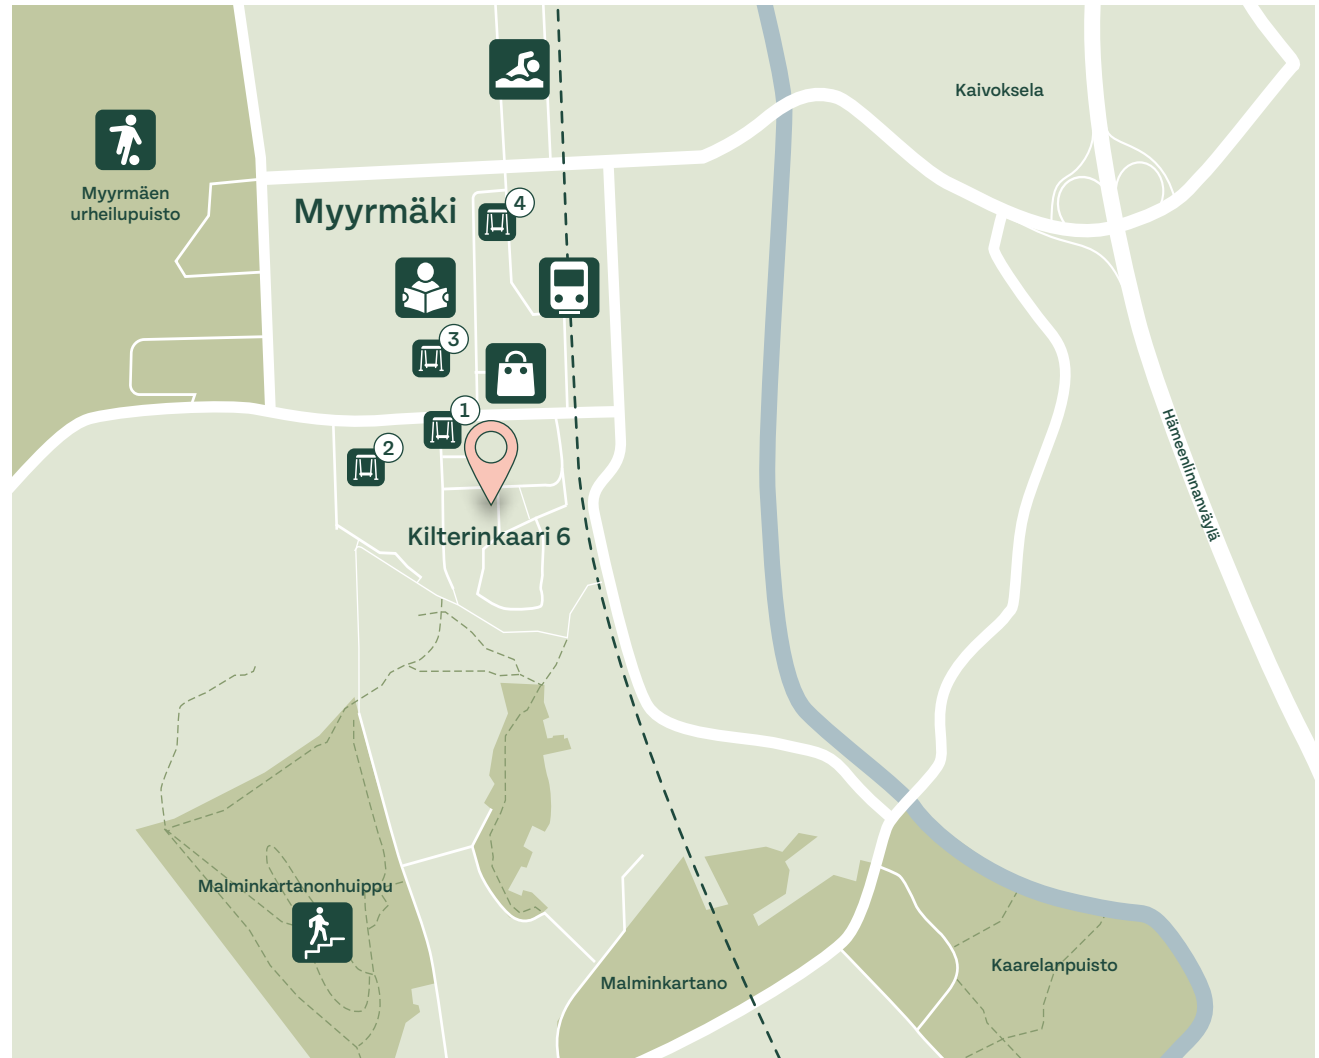 Kaivoksela
Myyrmäen
urheilupuisto
Myyrmäki
4
3
1
2
Hämeenlinnanväylä
Kilterinkaari 6
Malminkartanonhuippu
Kaarelanpuisto
Malminkartano